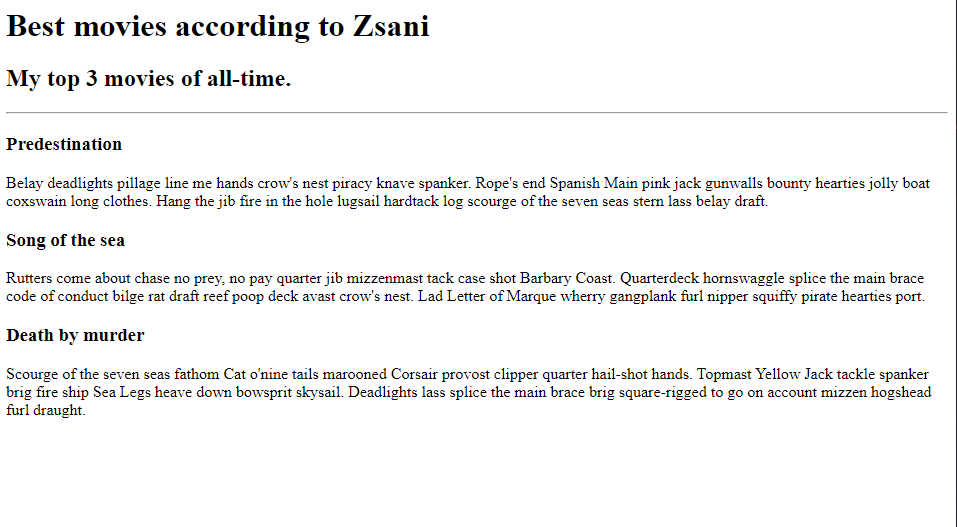 Best movies according to Zsani
My top 3 movies of all-time.
Predestination
Belay deadlights pillage line me hands crow's nest piracy knave spanker. Rope's end Spanish Main pink jack gunwalls bounty hearties jolly boat
coxswain long clothes. Hang the jib fire in the hole lugsail hardtack log scourge of the seven seas stern lass belay draft.
Song of the sea
Rutters come about chase no prey, no pay quarter jib mizzenmast tack case shot Barbary Coast. Quarterdeck hornswaggle splice the main brace
code of conduct bilge rat draft reef poop deck avast crow's nest. Lad Letter of Marque wherry gangplank furl nipper squiffy pirate hearties port.
Death by murder
Scourge of the seven seas fathom Cat o'nine tails marooned Corsair provost clipper quarter hail-shot hands. Topmast Yellow Jack tackle spanker
brig fire ship Sea Legs heave down bowsprit skysail. Deadlights lass splice the main brace brig square-rigged to go on account mizzen hogshead
furl draught.